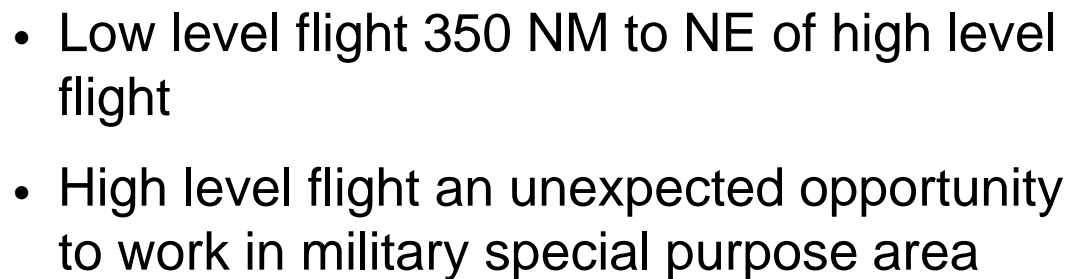 • Low level flight 350 NM to NE of high level
flight
• High level flight an unexpected opportunity
to work in military special purpose area